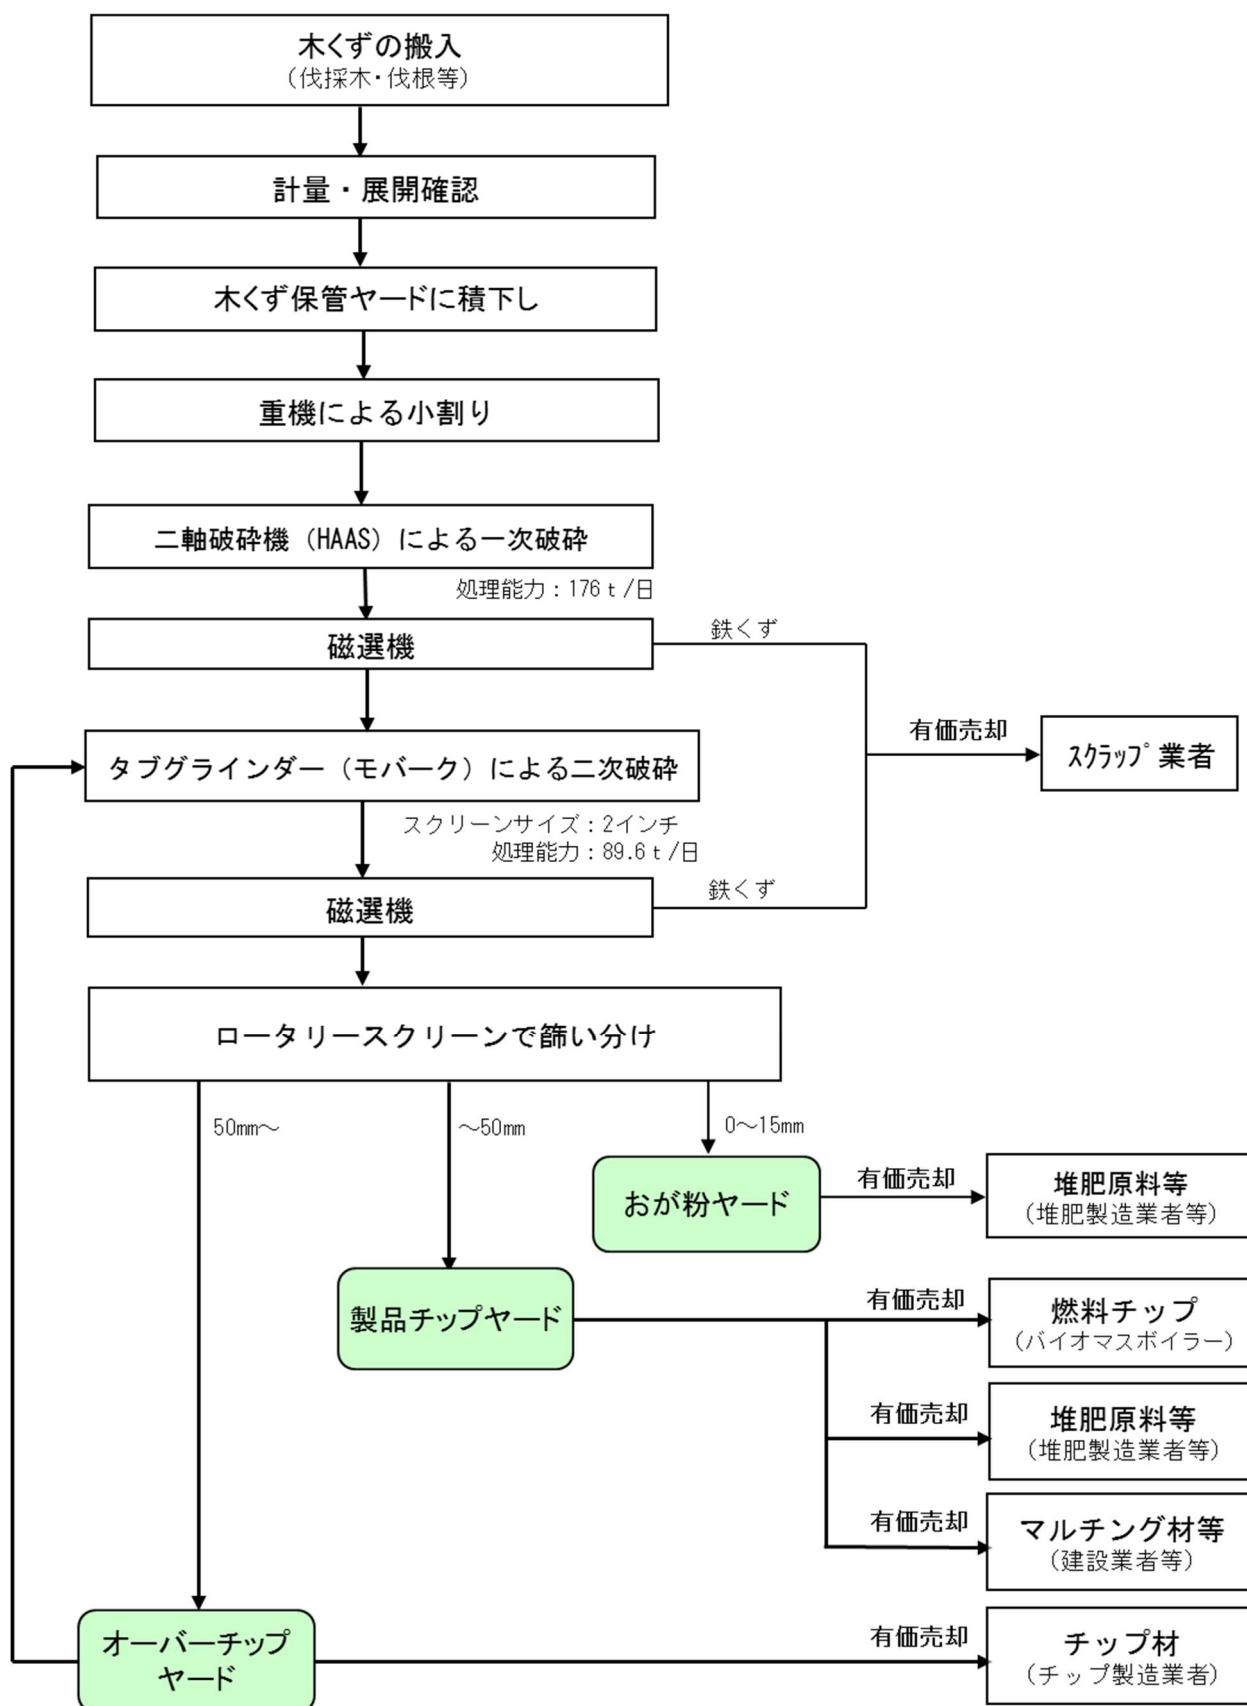 木くずの搬入
（伐採木・伐根等）
計量・展開確認
木くず保管ヤードに積下し
重機による小割り
二軸破砕機（HAAS）による一次破砕
処理能力：176ｔ/日
磁選機
鉄くず
有価売却
ｽｸﾗｯﾌﾟ業者
タブグラインダー（モバーク）による二次破砕
スクリーンサイズ：2インチ
処理能力：89.6ｔ/日
磁選機
鉄くず
ロータリースクリーンで篩い分け
50mm～
～50mm
0～15mm
おが粉ヤード
有価売却
堆肥原料等
（堆肥製造業者等）
製品チップヤード
有価売却
燃料チップ
（バイオマスボイラー）
有価売却
堆肥原料等
（堆肥製造業者等）
有価売却
マルチング材等
（建設業者等）
オーバーチップ
ヤード
有価売却
チップ材
（チップ製造業者）